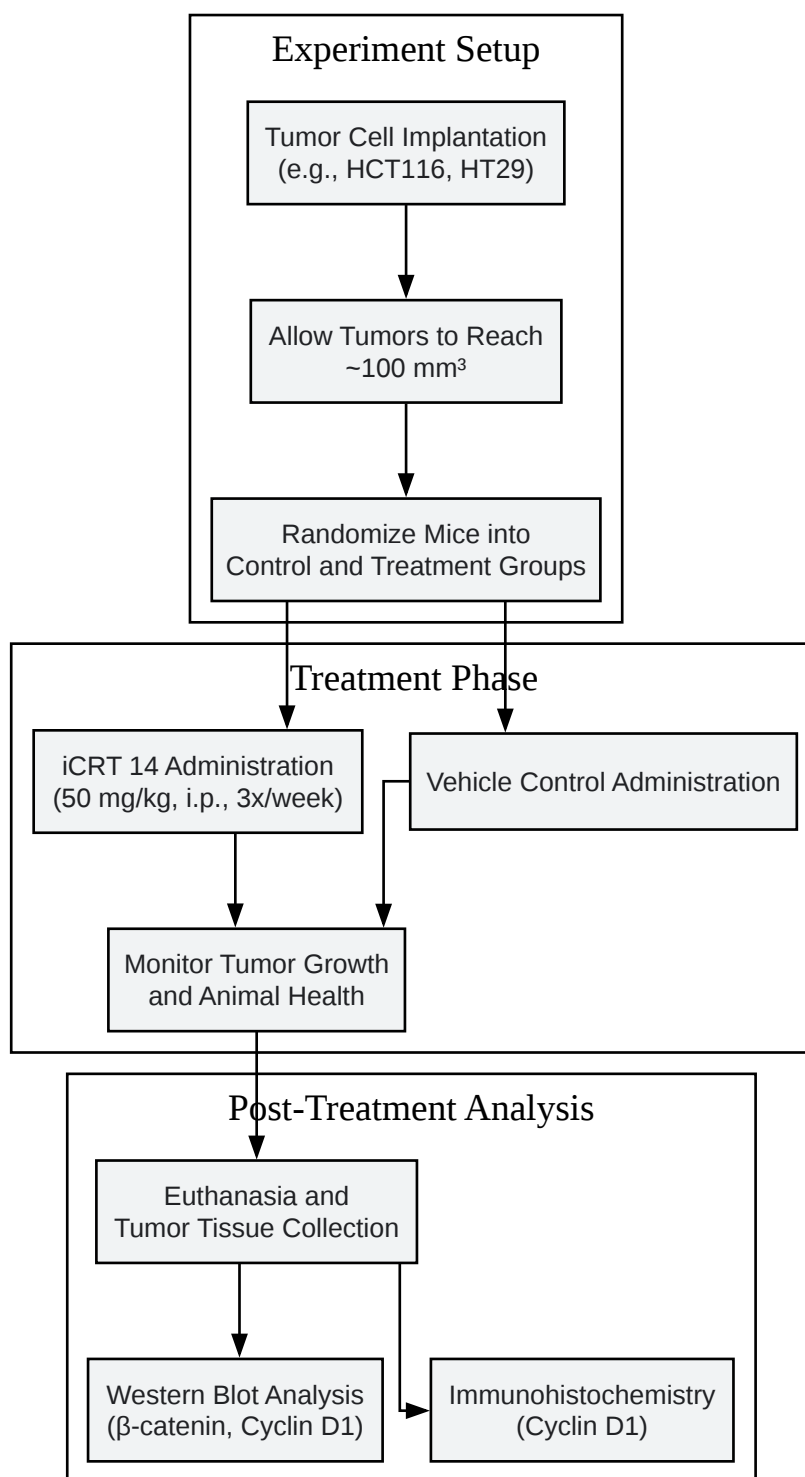 Experiment Setup
Tumor Cell Implantation
(e.g., HCT116, HT29)
Allow Tumors to Reach
~100 mm³
Randomize Mice into
Control and Treatment Groups
Treatment Phase
iCRT 14 Administration
(50 mg/kg, i.p., 3x/week)
Vehicle Control Administration
Monitor Tumor Growth
and Animal Health
Post-Treatment Analysis
Euthanasia and
Tumor Tissue Collection
Western Blot Analysis
(β-catenin, Cyclin D1)
Immunohistochemistry
(Cyclin D1)